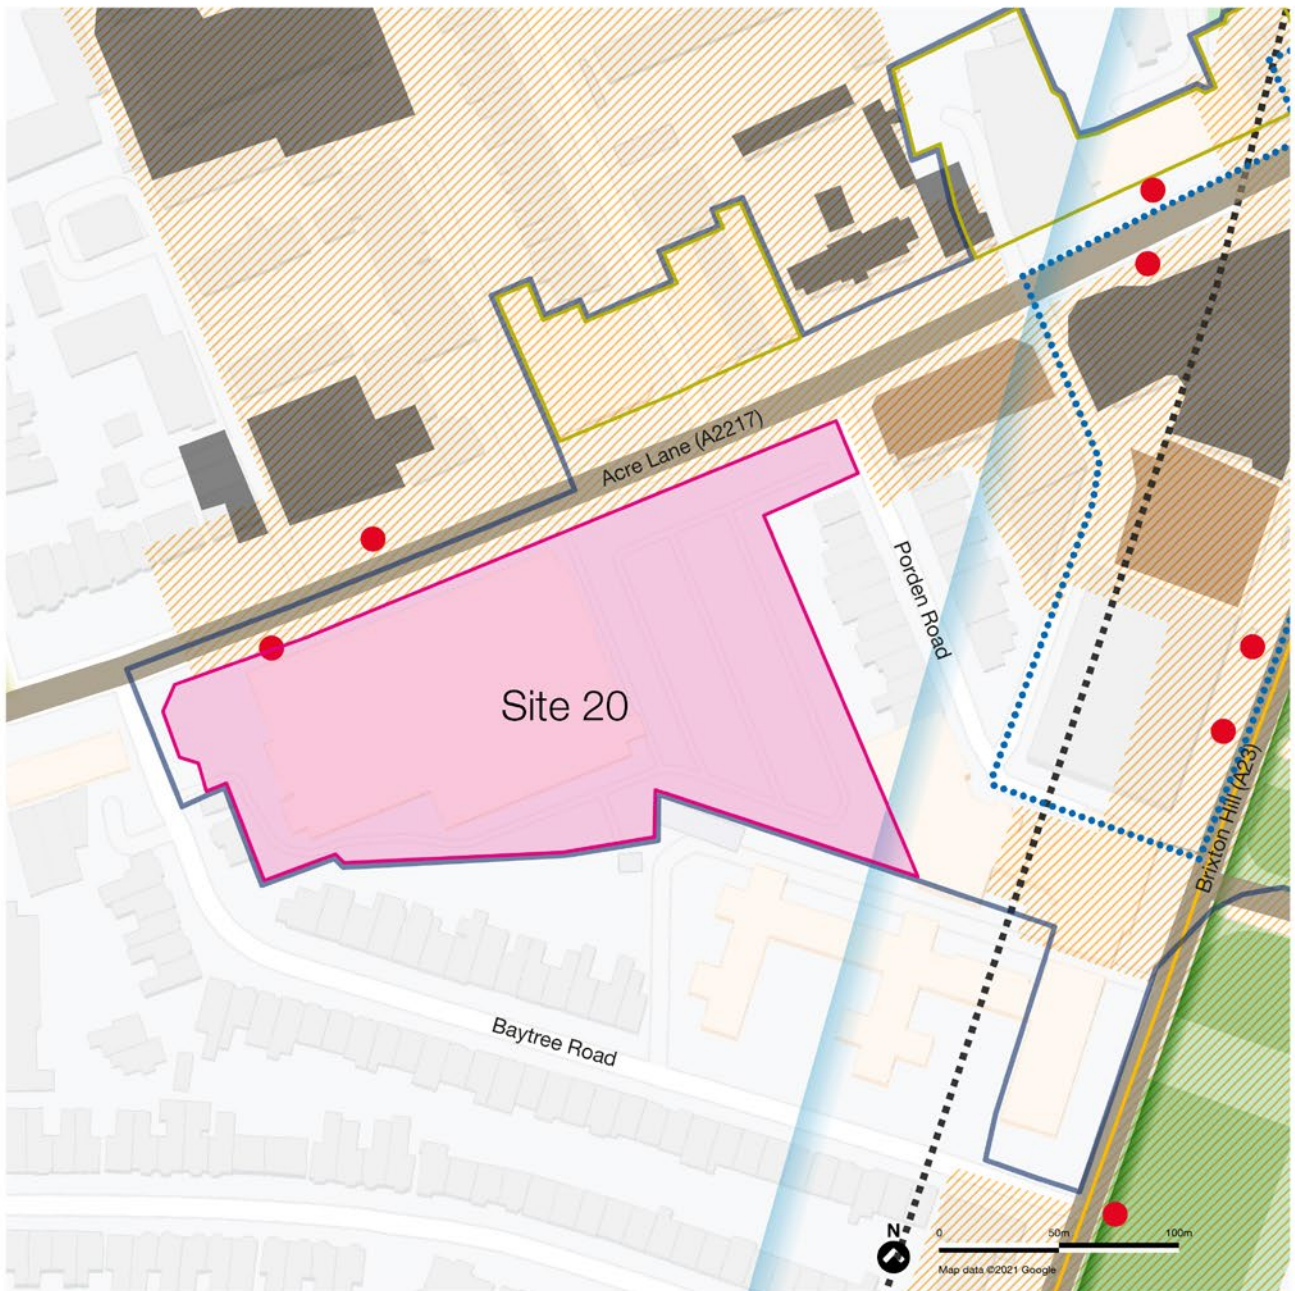 Acre Lane (A2217)
Porden Road
Site 20
Brixton Hill (A23)
Baytree Road
N
0 50m 100m
Map data ©2021 Google